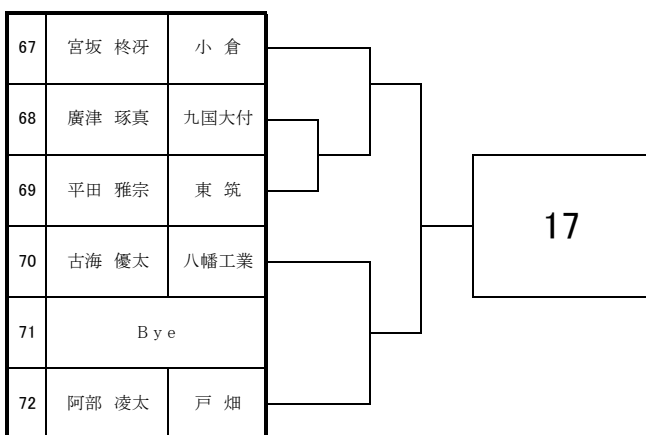 67 宮坂 柊冴 小 倉
68 廣津 琢真 九国大付
69 平田 雅宗 東 筑
17
70 古海 優太 八幡工業
71 Bye
72 阿部 凌太 戸 畑